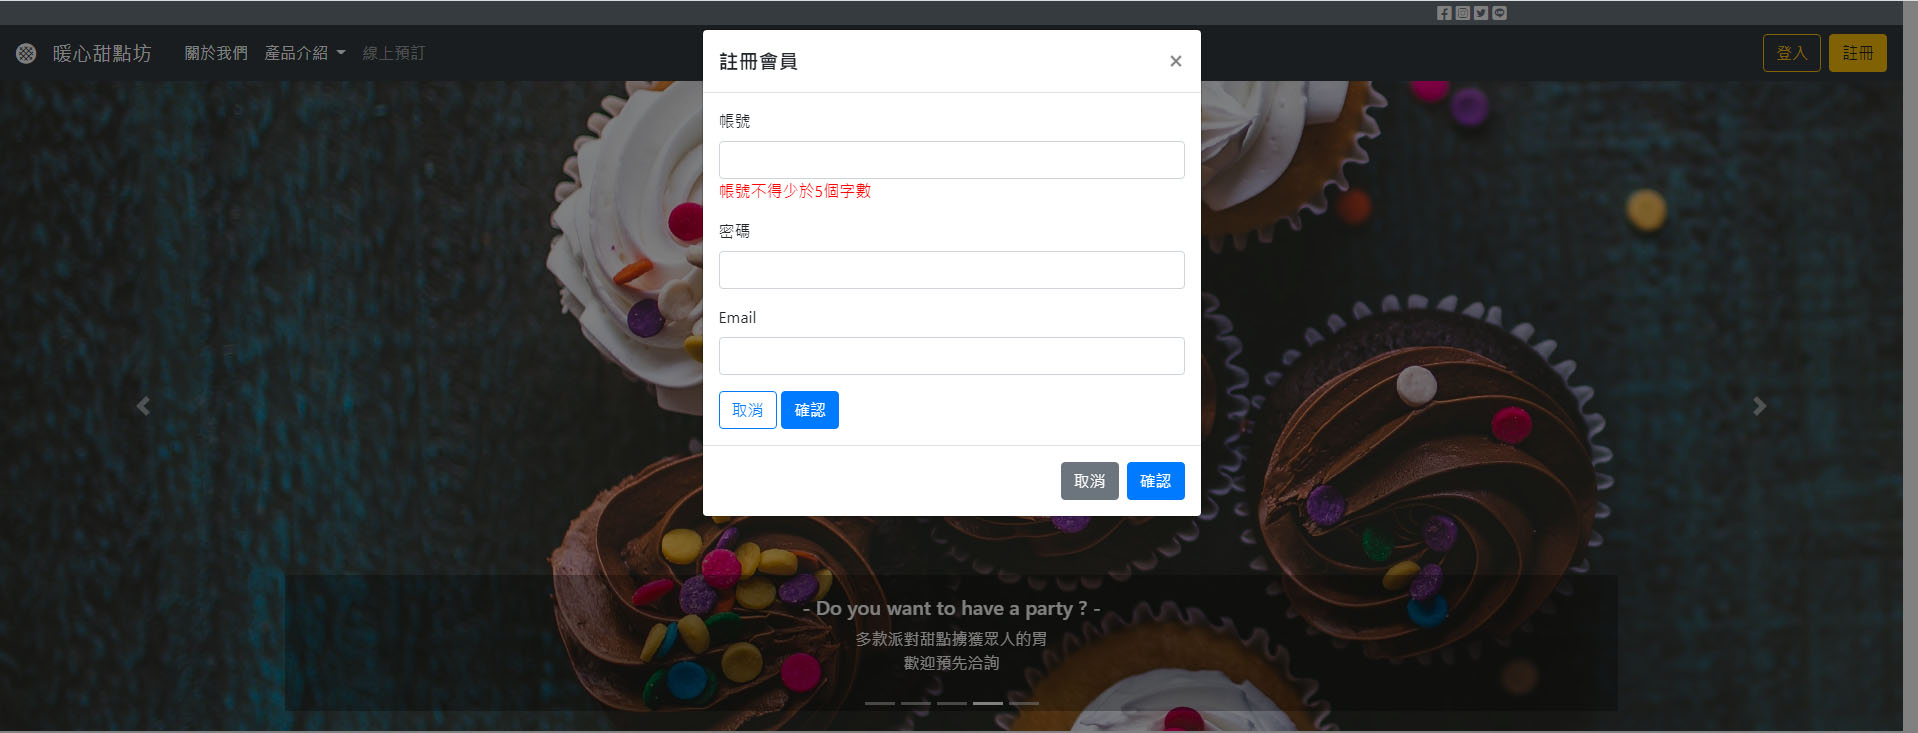 暖心甜點坊
關於我們
產品介紹
線上預訂
登入
註冊
註冊會員
×
帳號
帳號不得少於5個字數
密碼
Email
取消
確認
取消
確認
- Do you want to have a party ? -
多款派對甜點擄獲眾人的胃
歡迎預先洽詢